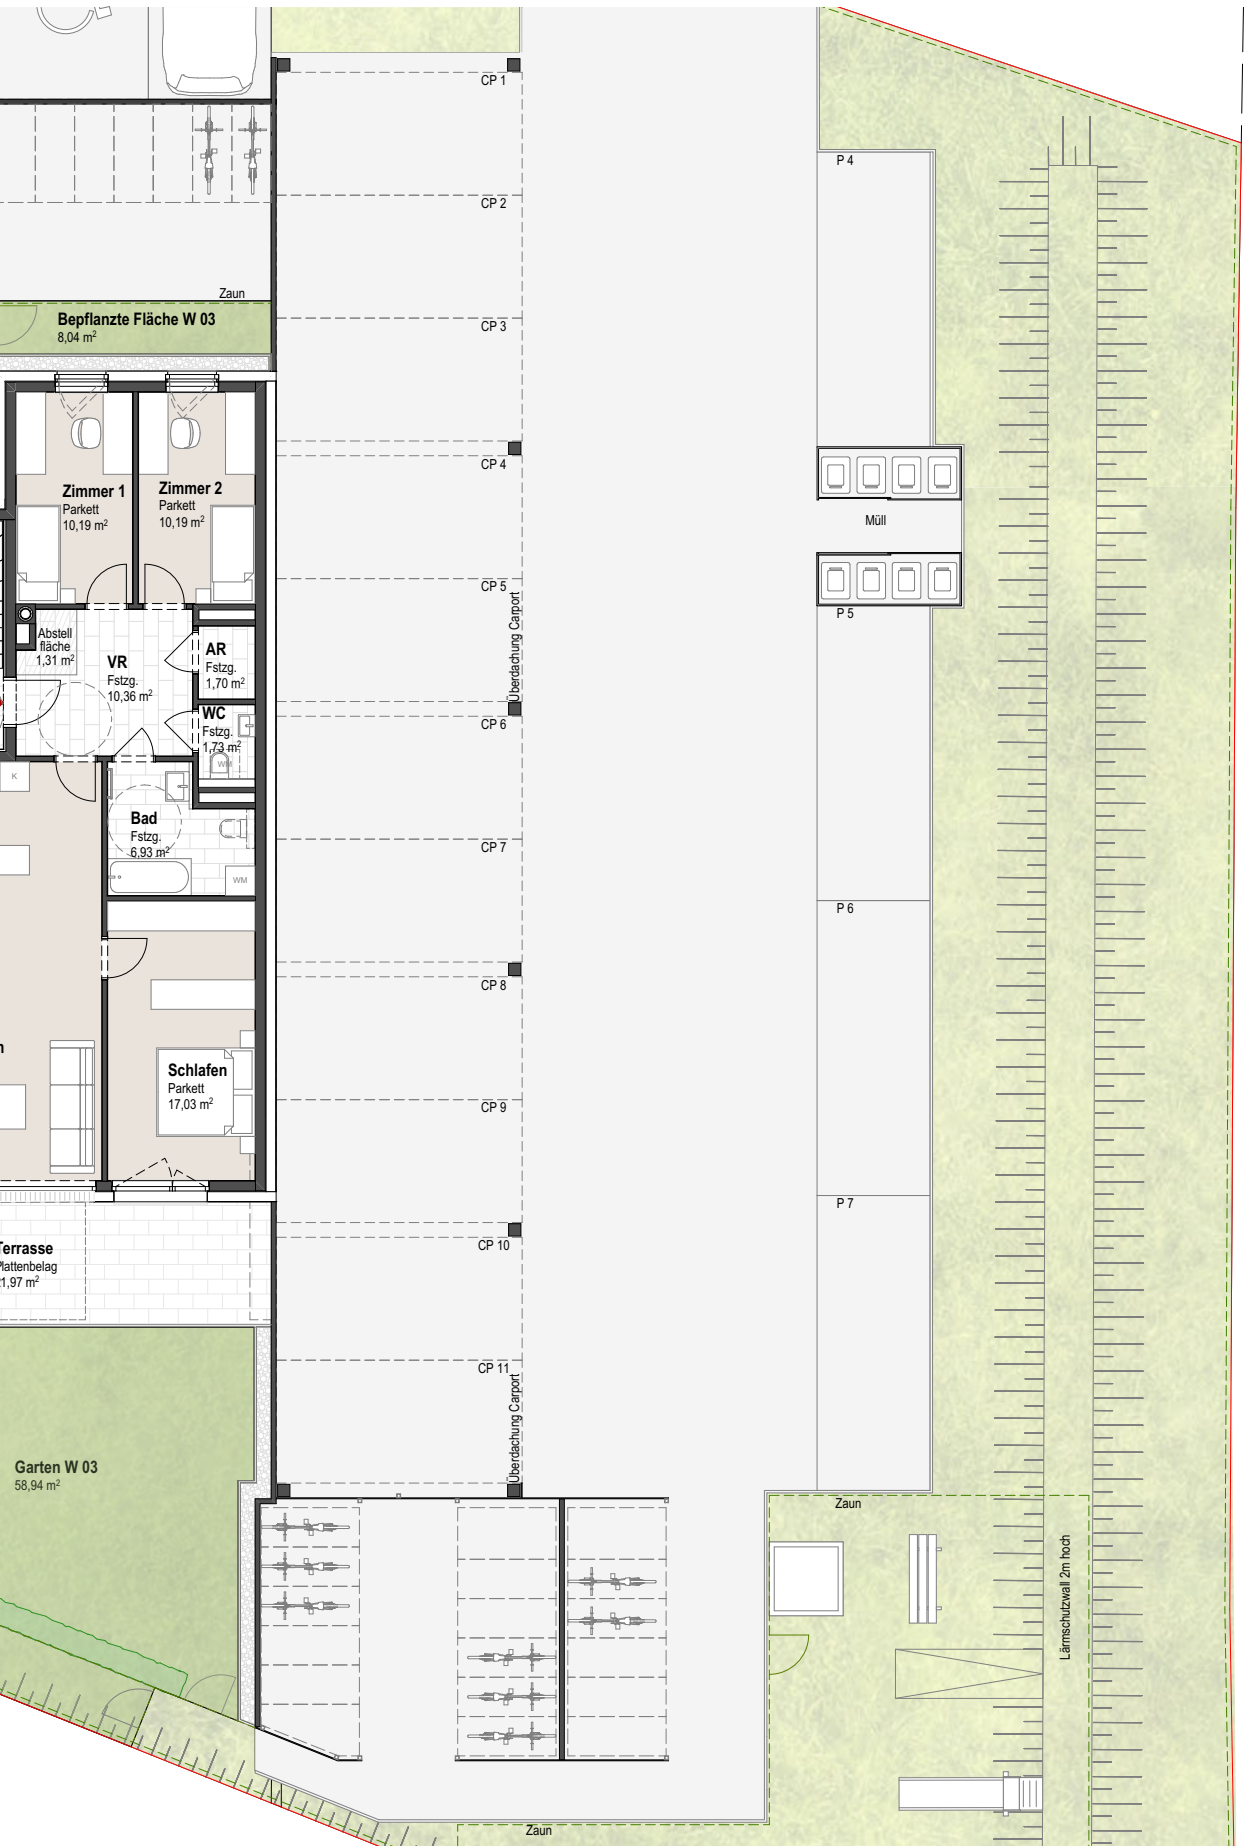 CP 1
P 4
CP 2
Zaun
Bepflanzte Fläche W 03
8,04 m²
CP 3
CP 4
Zimmer 1
Parkett
10,19 m²
Zimmer 2
Parkett
10,19 m²
Müll
CP 5
Überdachung Carport
P 5
Abstell
fläche
1,31 m²
VR
Fstzg.
10,36 m²
AR
Fstzg.
1,70 m²
WC
Fstzg.
1,73 m²
WM
CP 6
K
Bad
Fstzg.
6,93 m²
WM
CP 7
P 6
CP 8
Schlafen
Parkett
17,03 m²
CP 9
P 7
CP 10
Terrasse
Plattenbelag
21,97 m²
CP 11
Überdachung Carport
Garten W 03
58,94 m²
Zaun
Lärmschutzwall 2m hoch
Zaun